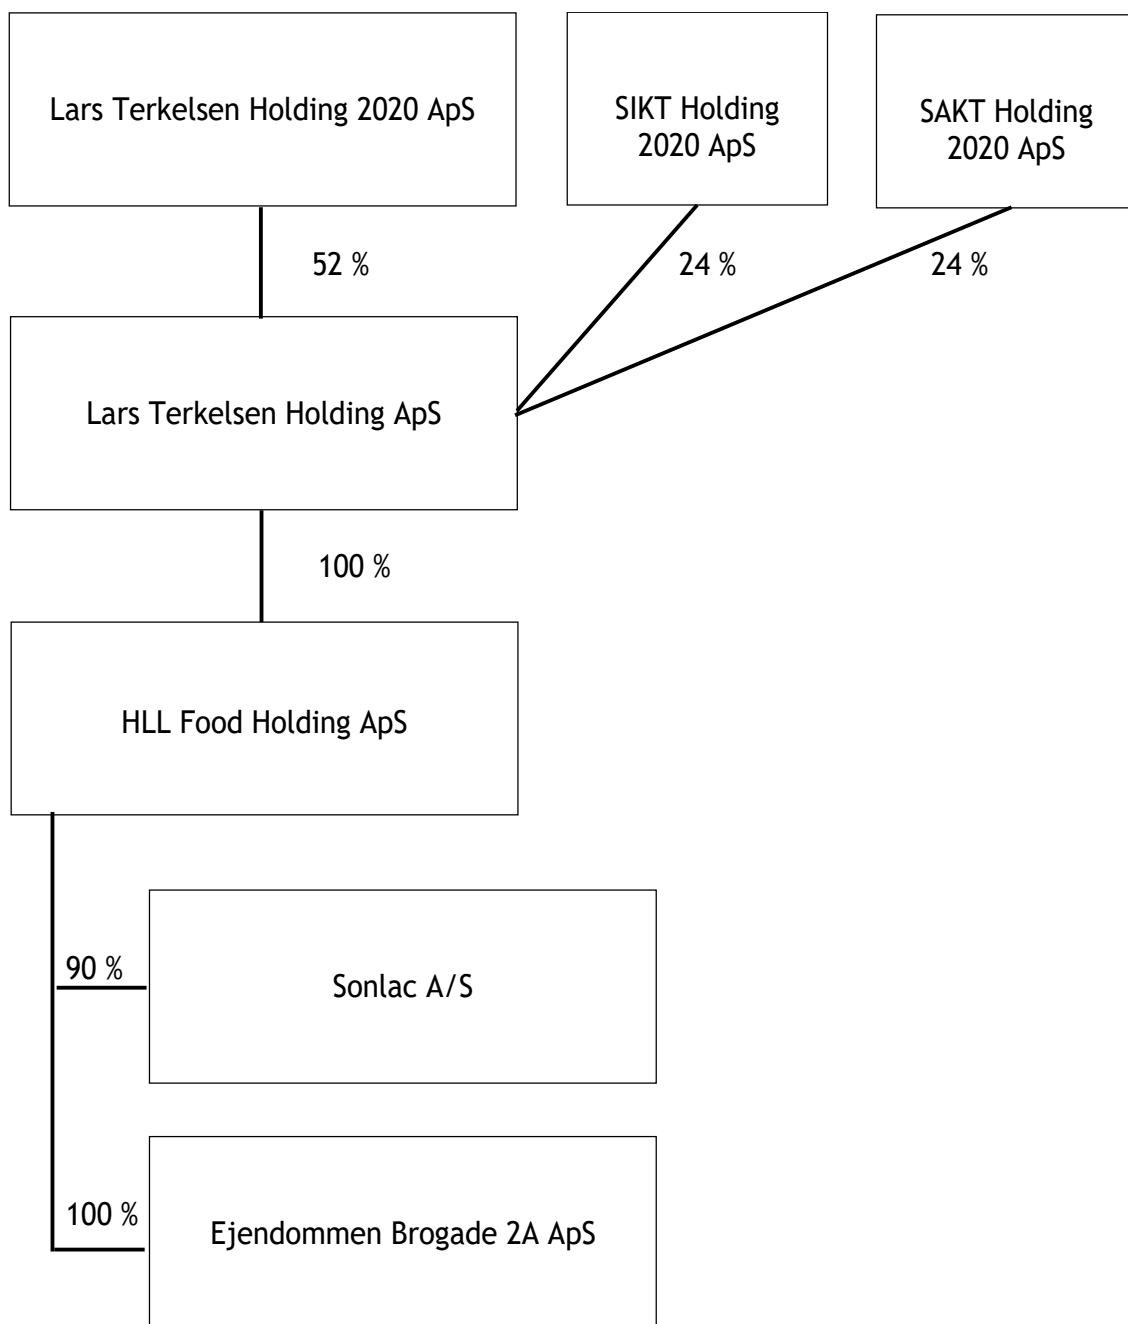 Lars Terkelsen Holding 2020 ApS
SIKT Holding
2020 ApS
SAKT Holding
2020 ApS
52 %
24 %
24 %
Lars Terkelsen Holding ApS
100 %
HLL Food Holding ApS
90 %
Sonlac A/S
100 %
Ejendommen Brogade 2A ApS